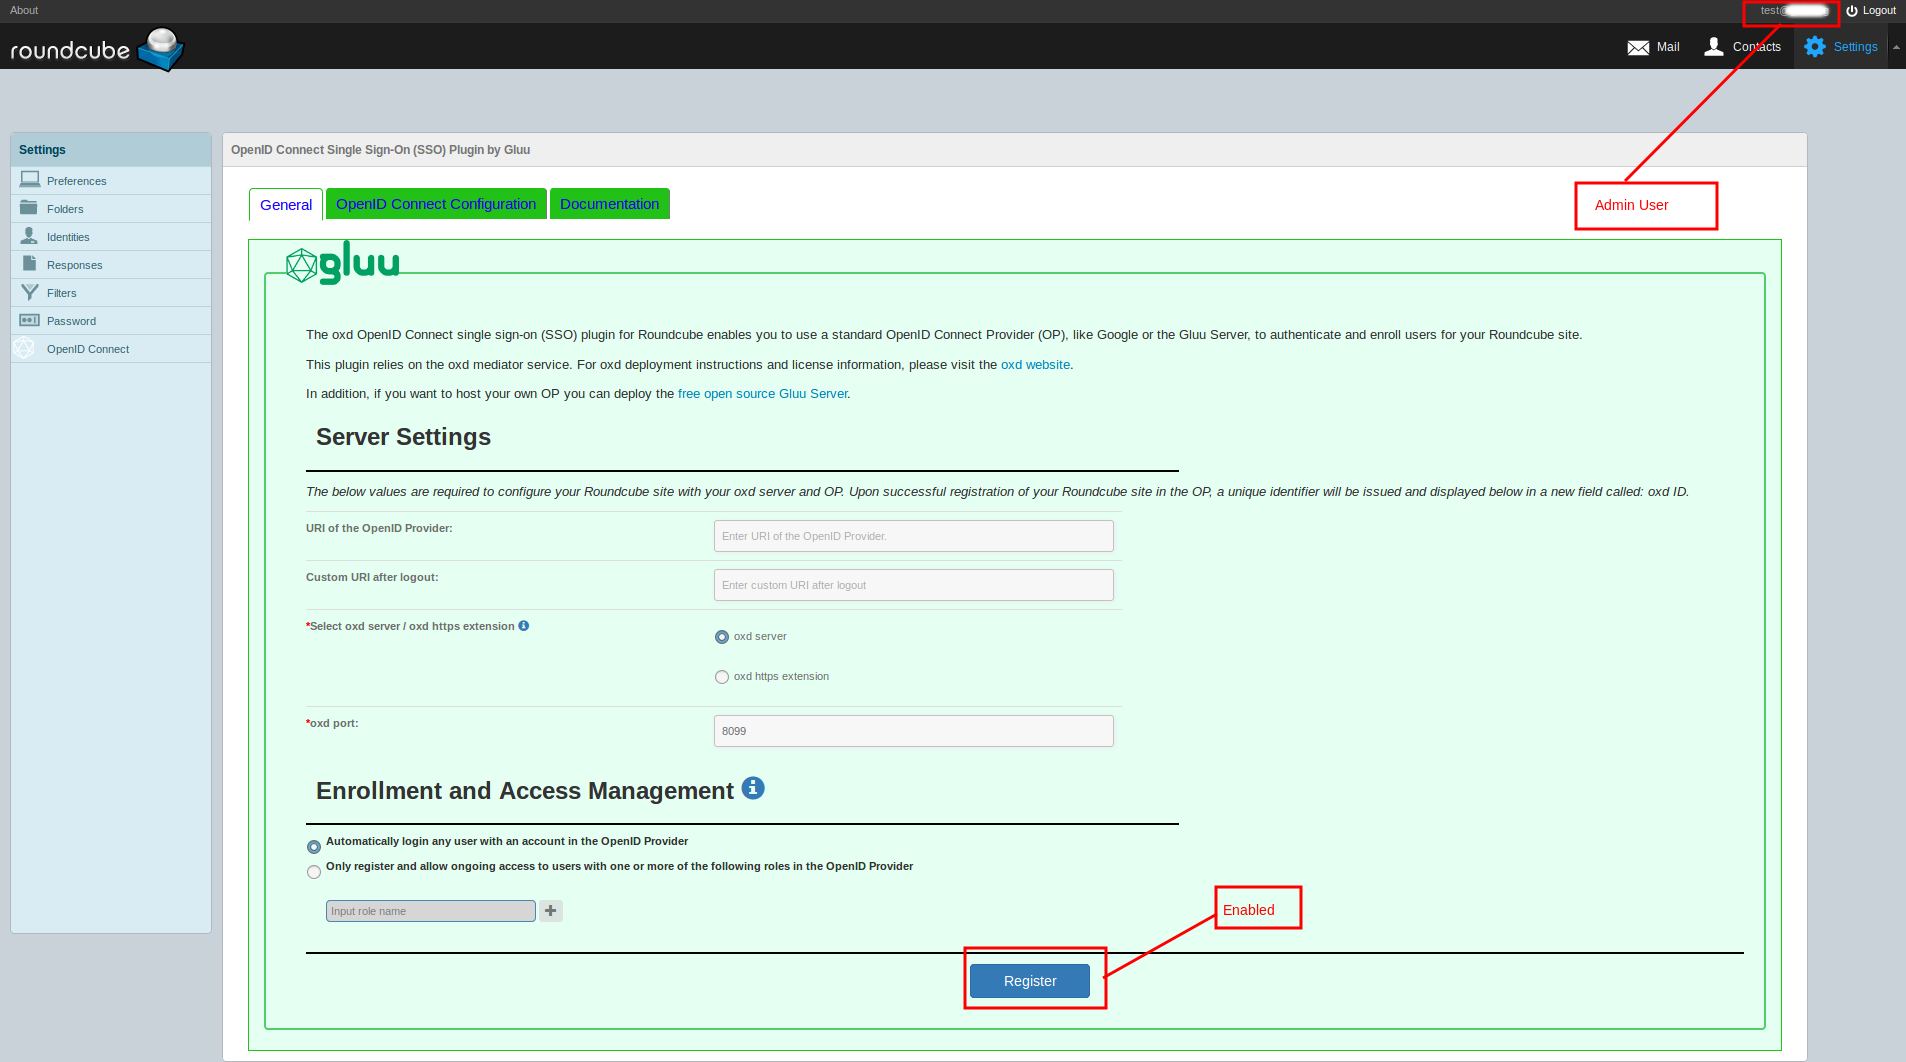 About
test@
Logout
roundcube
Mail
Contacts
Settings
Settings
Preferences
Folders
Identities
Responses
Filters
Password
OpenID Connect
OpenID Connect Single Sign-On (SSO) Plugin by Gluu
General
OpenID Connect Configuration
Documentation
Admin User
gluu
The oxd OpenID Connect single sign-on (SSO) plugin for Roundcube enables you to use a standard OpenID Connect Provider (OP), like Google or the Gluu Server, to authenticate and enroll users for your Roundcube site.
This plugin relies on the oxd mediator service. For oxd deployment instructions and license information, please visit the oxd website.
In addition, if you want to host your own OP you can deploy the free open source Gluu Server.
Server Settings
The below values are required to configure your Roundcube site with your oxd server and OP. Upon successful registration of your Roundcube site in the OP, a unique identifier will be issued and displayed below in a new field called: oxd ID.
URI of the OpenID Provider:
Enter URI of the OpenID Provider.
Custom URI after logout:
Enter custom URI after logout
*Select oxd server / oxd https extension
oxd server
oxd https extension
*oxd port:
8099
Enrollment and Access Management
Automatically login any user with an account in the OpenID Provider
Only register and allow ongoing access to users with one or more of the following roles in the OpenID Provider
Input role name
Enabled
Register